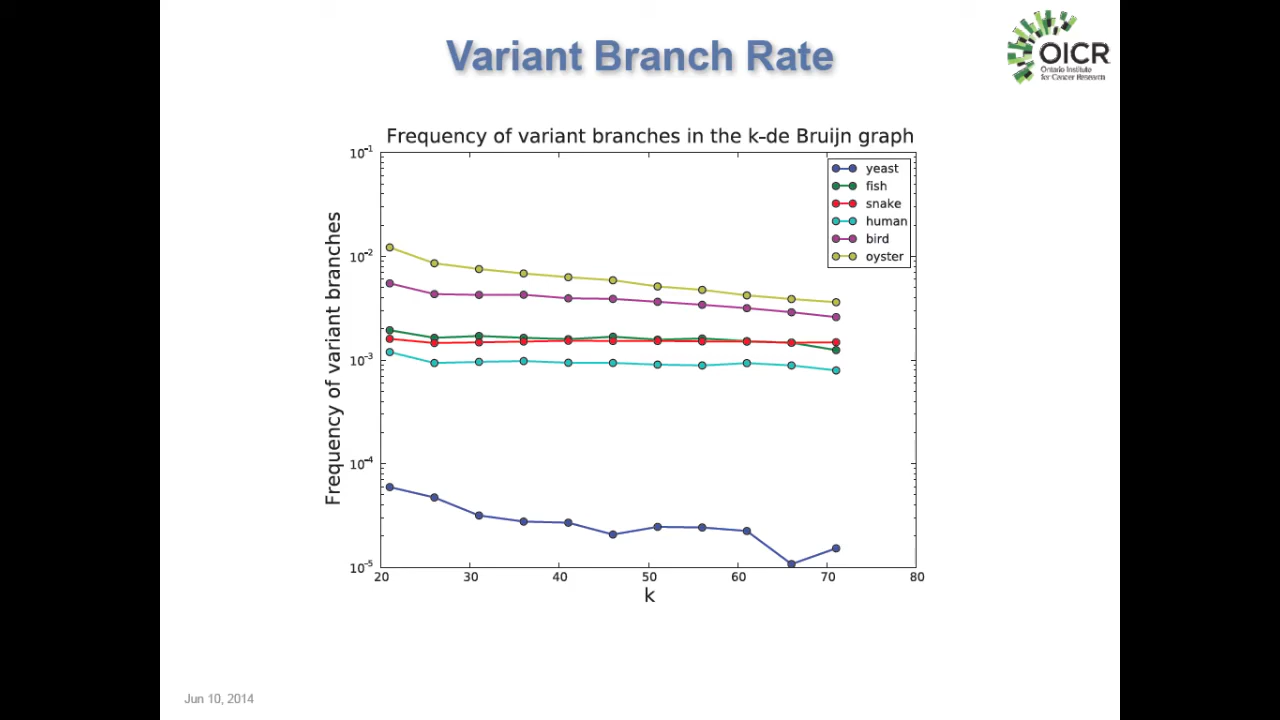 Variant Branch Rate
OICR
Ontario Institute
for Cancer Research
Frequency of variant branches in the k-de Bruijn graph
Frequency of variant branches
10⁻¹
10⁻²
10⁻³
10⁻⁴
10⁻⁵
yeast
fish
snake
human
bird
oyster
20 30 40 50 60 70 80
k
Jun 10, 2014